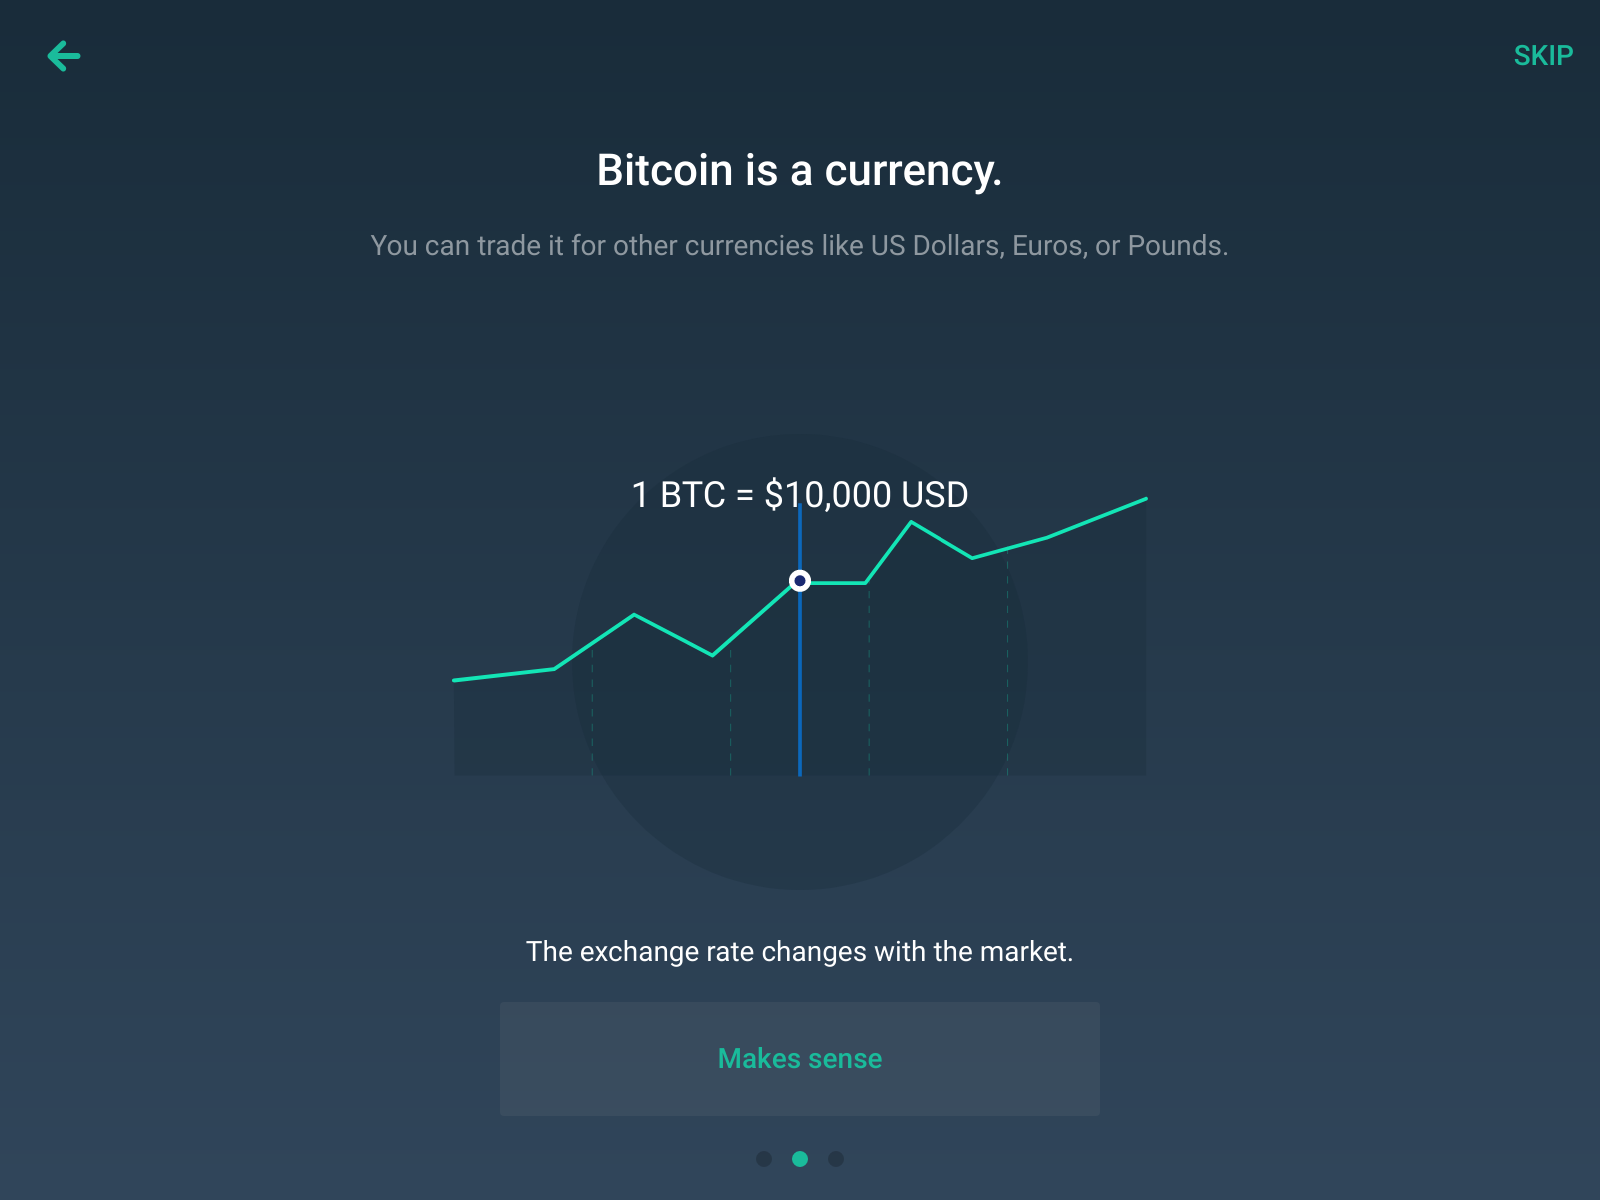 SKIP
Bitcoin is a currency.
You can trade it for other currencies like US Dollars, Euros, or Pounds.
1 BTC = $10,000 USD
The exchange rate changes with the market.
Makes sense